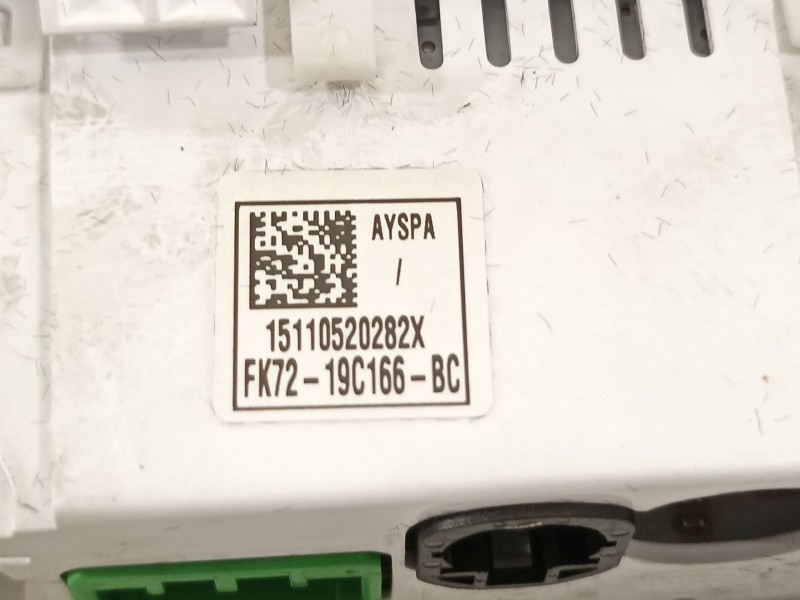 AYSPA
/
15110520282X
FK72-19C166-BC